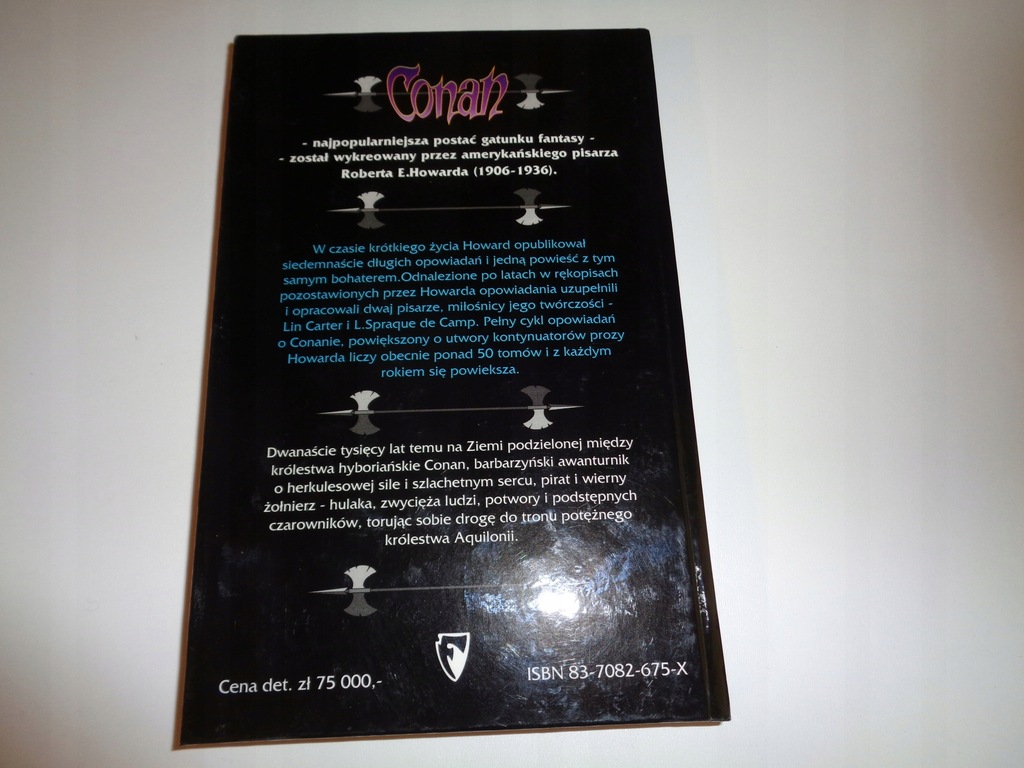 Conan
- najpopularniejsza postać gatunku fantasy -
- został wykreowany przez amerykańskiego pisarza
Roberta E.Howarda (1906-1936).
W czasie krótkiego życia Howard opublikował
siedemnaście długich opowiadań i jedną powieść z tym
samym bohaterem.Odnalezione po latach w rękopisach
pozostawionych przez Howarda opowiadania uzupełnili
i opracowali dwaj pisarze, miłośnicy jego twórczości -
Lin Carter i L.Spraque de Camp. Pełny cykl opowiadań
o Conanie, powiększony o utwory kontynuatorów prozy
Howarda liczy obecnie ponad 50 tomów i z każdym
rokiem się powieksza.
Dwanaście tysięcy lat temu na Ziemi podzielonej między
królestwa hyboriańskie Conan, barbarzyński awanturnik
o herkulesowej sile i szlachetnym sercu, pirat i wierny
żołnierz - hulaka, zwycięża ludzi, potwory i podstępnych
czarowników, torując sobie drogę do tronu potężnego
królestwa Aquilonii.
Cena det. zł 75 000,-
ISBN 83-7082-675-X